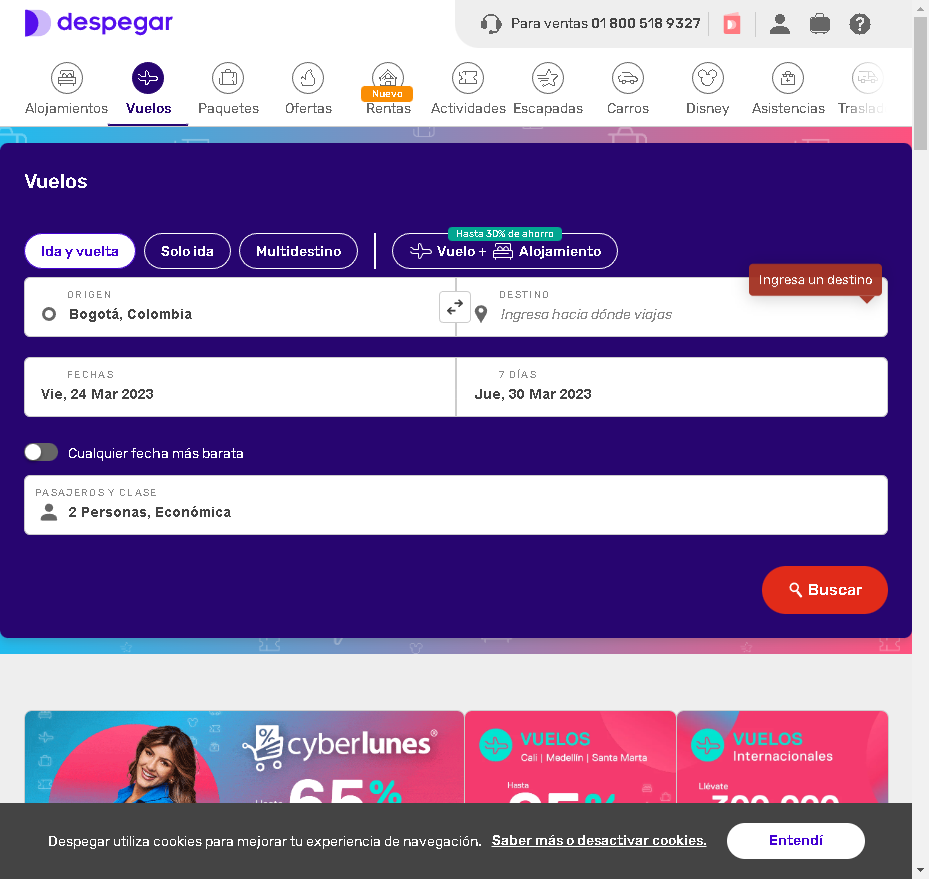 despegar
Para ventas 01 800 518 9327
Alojamientos
Vuelos
Paquetes
Ofertas
Nuevo
Rentas
Actividades
Escapadas
Carros
Disney
Asistencias
Traslad
Vuelos
Hasta 30% de ahorro
Ida y vuelta
Solo ida
Multidestino
Vuelo + Alojamiento
Ingresa un destino
ORIGEN
Bogotá, Colombia
DESTINO
Ingresa hacia dónde viajas
FECHAS
Vie, 24 Mar 2023
7 DÍAS
Jue, 30 Mar 2023
Cualquier fecha más barata
PASAJEROS Y CLASE
2 Personas, Económica
Buscar
cyberlunes®
Hasta 65%
VUELOS
Cali | Medellín | Santa Marta
Hasta
VUELOS
Internacionales
Llévate
Despegar utiliza cookies para mejorar tu experiencia de navegación. Saber más o desactivar cookies.
Entendí